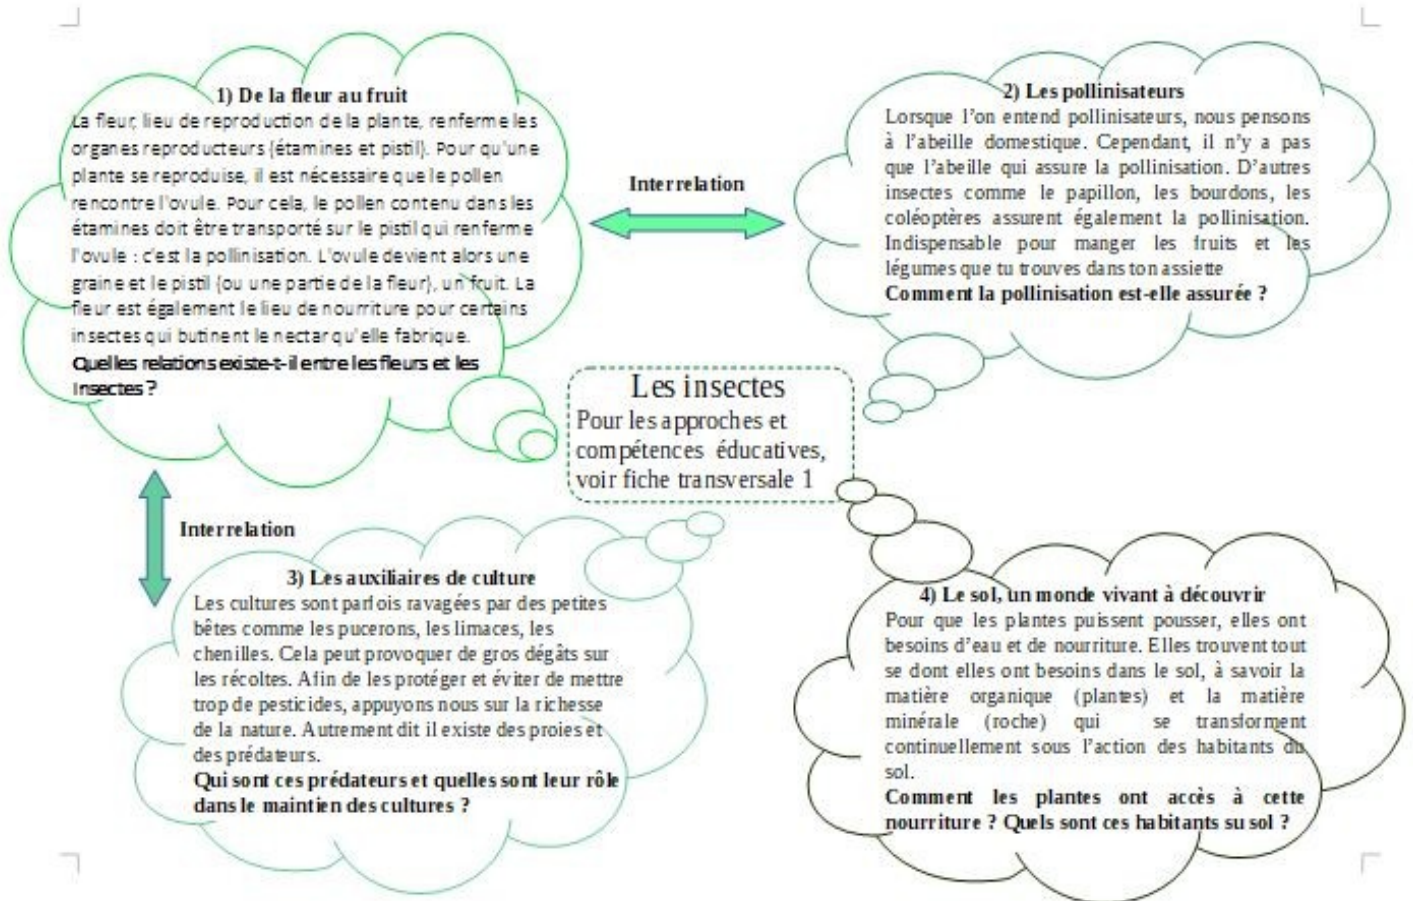 1) De la fleur au fruit
La fleur, lieu de reproduction de la plante, renferme les
organes reproducteurs (étamines et pistil). Pour qu'une
plante se reproduise, il est nécessaire que le pollen
rencontre l'ovule. Pour cela, le pollen contenu dans les
étamines doit être transporté sur le pistil qui renferme
l'ovule : c'est la pollinisation. L'ovule devient alors une
graine et le pistil (ou une partie de la fleur), un fruit. La
fleur est également le lieu de nourriture pour certains
insectes qui butinent le nectar qu'elle fabrique.
Quelles relations existe-t-il entre les fleurs et les
Insectes ?
Interrelation
2) Les pollinisateurs
Lorsque l'on entend pollinisateurs, nous pensons
à l'abeille domestique. Cependant, il n'y a pas
que l'abeille qui assure la pollinisation. D'autres
insectes comme le papillon, les bourdons, les
coléoptères assurent également la pollinisation.
Indispensable pour manger les fruits et les
légumes que tu trouves dans ton assiette
Comment la pollinisation est-elle assurée ?
Les insectes
Pour les approches et
compétences éducatives,
voir fiche transversale 1
Interrelation
3) Les auxiliaires de culture
Les cultures sont parfois ravagées par des petites
bêtes comme les pucerons, les limaces, les
chenilles. Cela peut provoquer de gros dégâts sur
les récoltes. Afin de les protéger et éviter de mettre
trop de pesticides, appuyons nous sur la richesse
de la nature. Autrement dit il existe des proies et
des prédateurs.
Qui sont ces prédateurs et quelles sont leur rôle
dans le maintien des cultures ?
4) Le sol, un monde vivant à découvrir
Pour que les plantes puissent pousser, elles ont
besoins d'eau et de nourriture. Elles trouvent tout
se dont elles ont besoins dans le sol, à savoir la
matière organique (plantes) et la matière
minérale (roche) qui se transforment
continuellement sous l'action des habitants du
sol.
Comment les plantes ont accès à cette
nourriture ? Quels sont ces habitants su sol ?